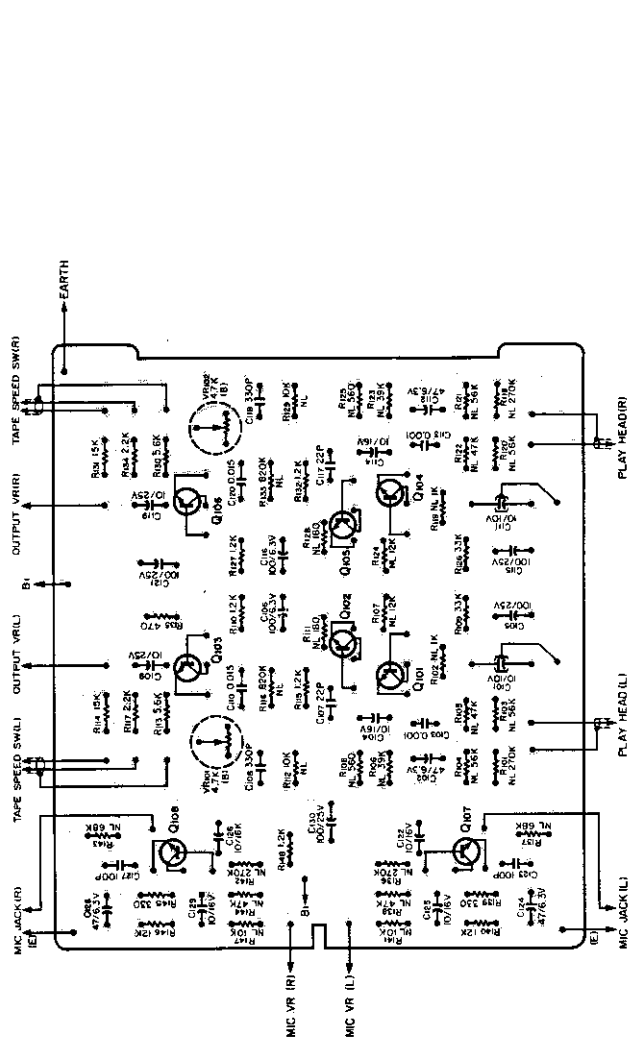 EARTH
TAPE SPEED SW(R)
OUTPUT VR(R)
B1
OUTPUT VR(L)
TAPE SPEED SW(L)
MIC JACK(R)
(E)
R131 15K
R134 2.2K
R130 5.6K
C119
10/25V
Q106
VR102
4.7K
(B)
C118 330P
R129 10K
NL
C120 0.015
R133 820K
NL
R132 1.2K
R127 1.2K
C116
100/6.3V
C121
100/25V
R135 470
R110 1.2K
C106
100/6.3V
C109
10/25V
Q103
R114 15K
R117 2.2K
R113 5.6K
C110 0.015
R116 820K
NL
R115 1.2K
VR101
4.7K
(B)
C108 330P
R112 10K
NL
R125
NL 560
R123
NL 39K
C112
47/6.3V
R121
NL 56K
R119
NL 270K
C114
10/16V
C113 0.001
R122
NL 47K
R120
NL 56K
C117 22P
Q104
R128
NL 180
Q105
R124
NL 12K
R118 NL 1K
R126 33K
C111
10/10V
C115
100/25V
Q102
R111
NL 180
R107
NL 12K
R109 33K
C105
100/25V
Q101
R102 NL 1K
C101
10/10V
C107 22P
C104
10/16V
C103 0.001
R105
NL 47K
R103
NL 56K
R108
NL 560
R106
NL 39K
C102
47/6.3V
R104
NL 56K
R101
NL 270K
Q108
R143
NL 68K
C127 100P
C128
47/6.3V
R145 330
R146 12K
C129
10/16V
C126
10/16V
R142
NL 270K
R144
NL 47K
R147
NL 10K
R148 1.2K
C130
100/25V
B1
C122
10/16V
Q107
R137
NL 68K
R136
NL 270K
R138
NL 47K
R141
NL 10K
C125
10/16V
C123 100P
R139 330
R140 12K
C124
47/6.3V
(E)
MIC VR (R)
MIC VR (L)
PLAY HEAD(R)
PLAY HEAD(L)
MIC JACK(L)